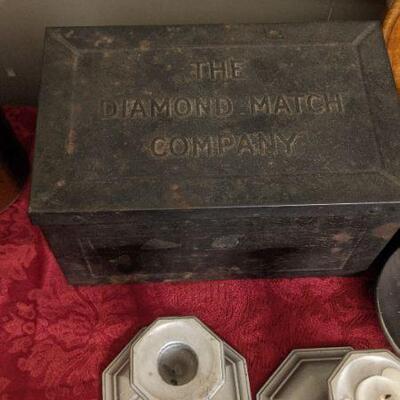 THE
DIAMOND MATCH
COMPANY